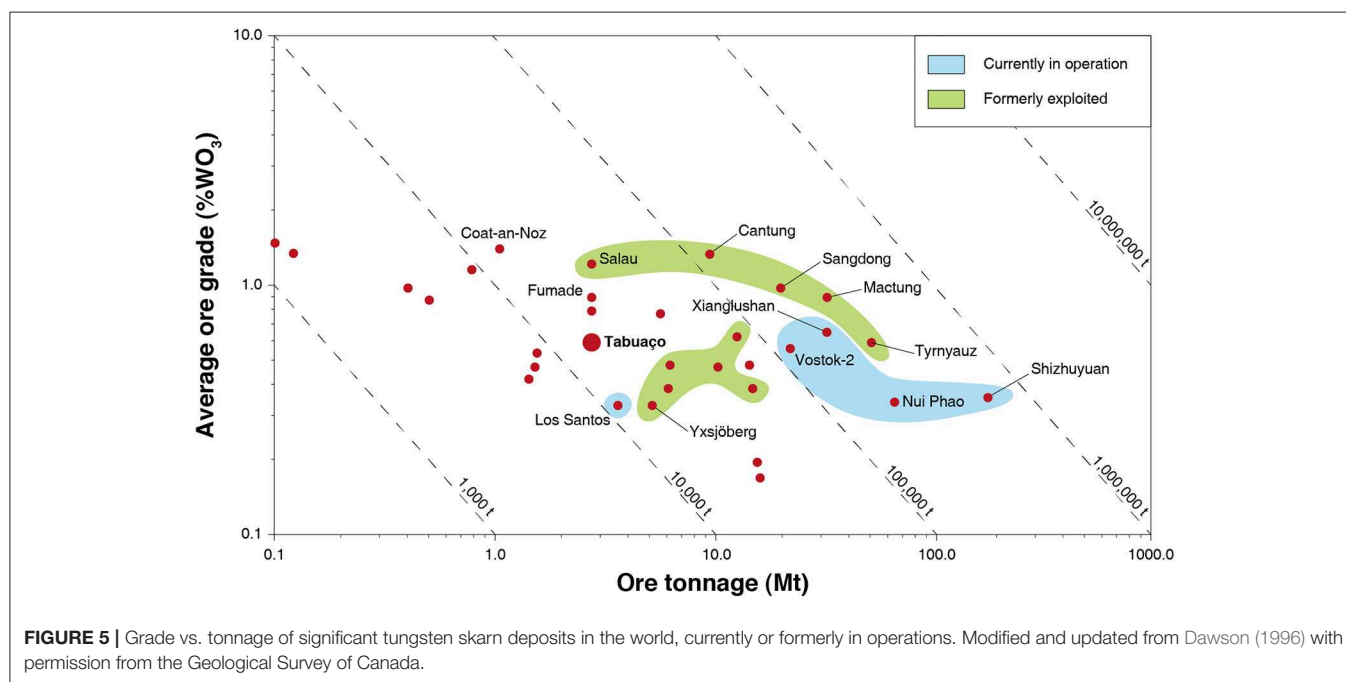 10.0
Currently in operation
Formerly exploited
Average ore grade (%WO₃)
10,000,000 t
Cantung
Coat-an-Noz
Salau
Sangdong
1.0
Fumade
Mactung
Xianglushan
Tabuaço
Tyrnyauz
Vostok-2
Shizhuyuan
Nui Phao
Los Santos
Yxsjöberg
1,000 t
10,000 t
100,000 t
1,000,000 t
0.1
0.1
1.0
10.0
100.0
1000.0
Ore tonnage (Mt)
FIGURE 5 | Grade vs. tonnage of significant tungsten skarn deposits in the world, currently or formerly in operations. Modified and updated from Dawson (1996) with
permission from the Geological Survey of Canada.